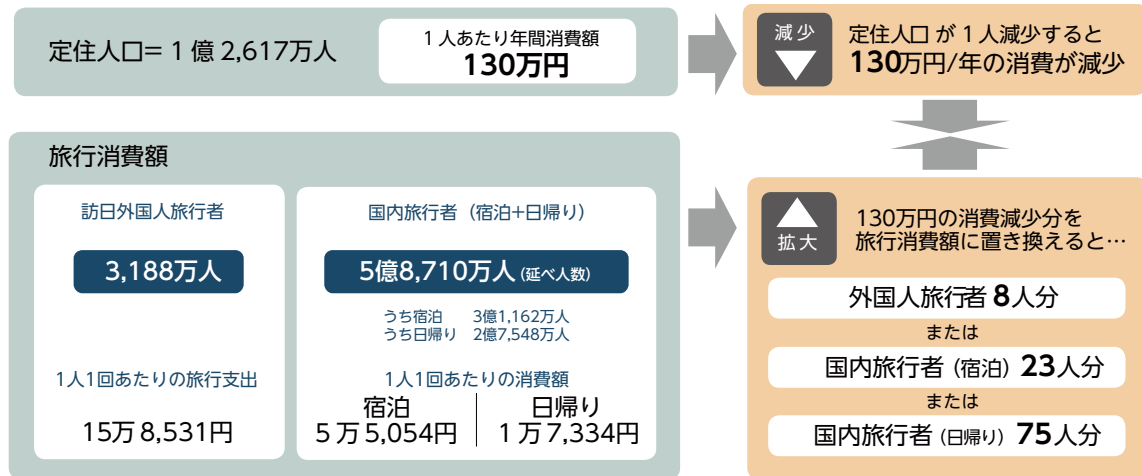 定住人口＝1億2,617万人
1人あたり年間消費額
130万円
減少
定住人口が1人減少すると
130万円/年の消費が減少
旅行消費額
訪日外国人旅行者
3,188万人
1人1回あたりの旅行支出
15万8,531円
国内旅行者（宿泊+日帰り）
5億8,710万人(延べ人数)
うち宿泊 3億1,162万人
うち日帰り 2億7,548万人
1人1回あたりの消費額
宿泊 日帰り
5万5,054円 1万7,334円
拡大
130万円の消費減少分を
旅行消費額に置き換えると…
外国人旅行者 8人分
または
国内旅行者（宿泊）23人分
または
国内旅行者（日帰り）75人分